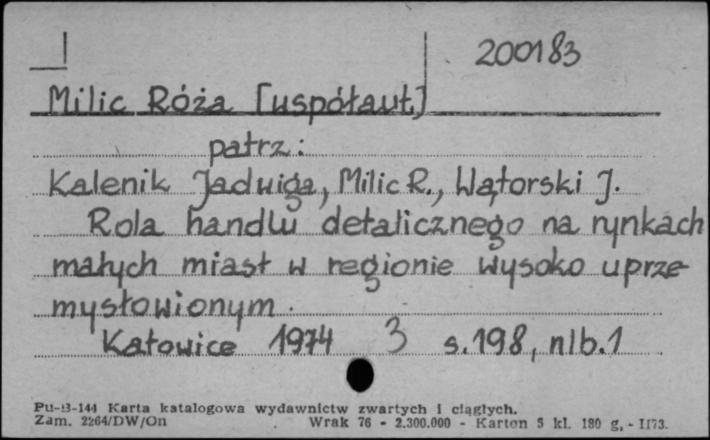 200183
Milic Róża [współaut.]
patrz:
Kalenik Jadwiga, Milic R., Wątorski J.
Rola handlu detalicznego na rynkach
małych miast w regionie wysoko uprze-
mysłowionym.
Katowice 1974 3 s.198, nlb.1
Pu-B-144 Karta katalogowa wydawnictw zwartych i ciągłych.
Zam. 2264/DW/On Wrak 76 - 2.300.000 - Karton 5 kl. 180 g, - II73.